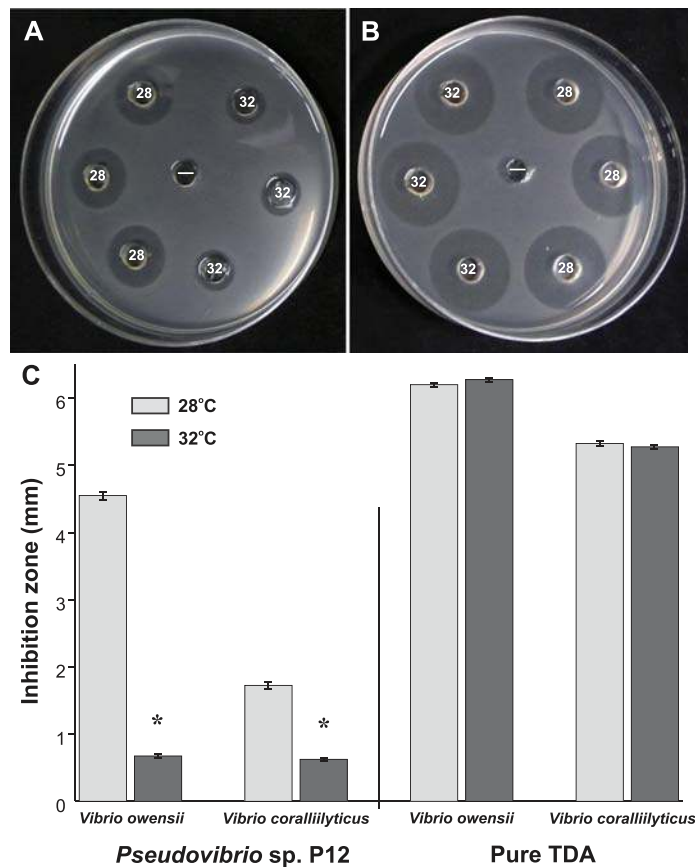 A
B
28
32
32
28
28
32
32
28
28
32
32
28
C
28°C
32°C
6
5
4
3
2
1
0
Inhibition zone (mm)
*
*
Vibrio owensii
Vibrio coralliilyticus
Vibrio owensii
Vibrio coralliilyticus
Pseudovibrio sp. P12
Pure TDA